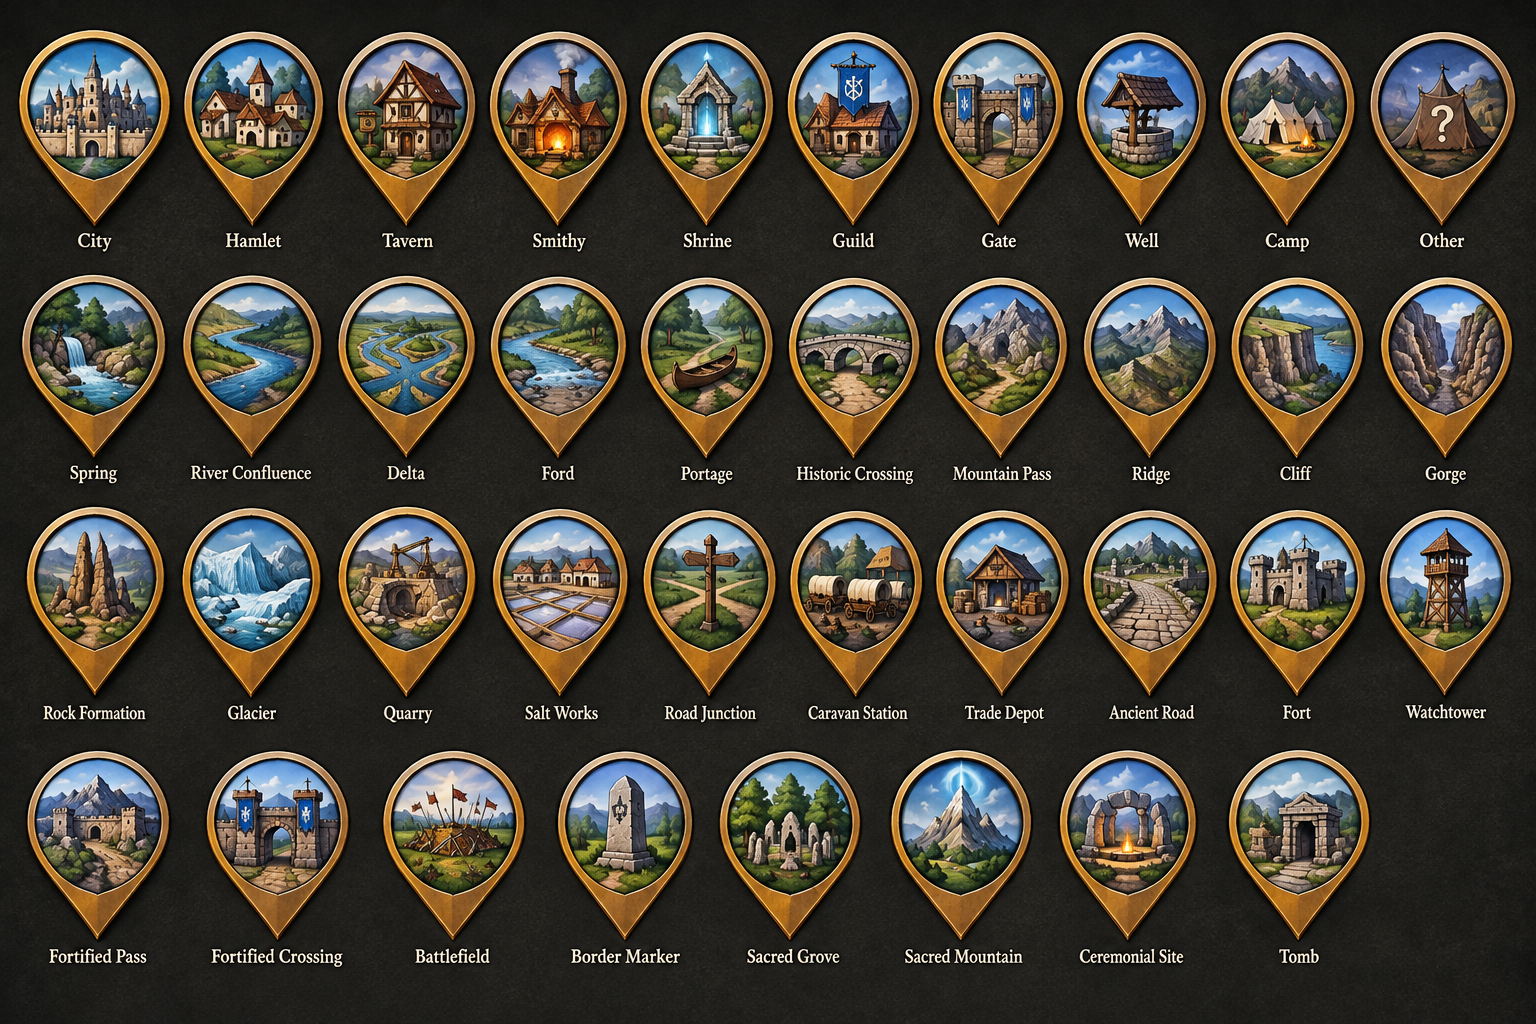 City
Hamlet
Tavern
Smithy
Shrine
Guild
Gate
Well
Camp
?
Other
Spring
River Confluence
Delta
Ford
Portage
Historic Crossing
Mountain Pass
Ridge
Cliff
Gorge
Rock Formation
Glacier
Quarry
Salt Works
Road Junction
Caravan Station
Trade Depot
Ancient Road
Fort
Watchtower
Fortified Pass
Fortified Crossing
Battlefield
Border Marker
Sacred Grove
Sacred Mountain
Ceremonial Site
Tomb